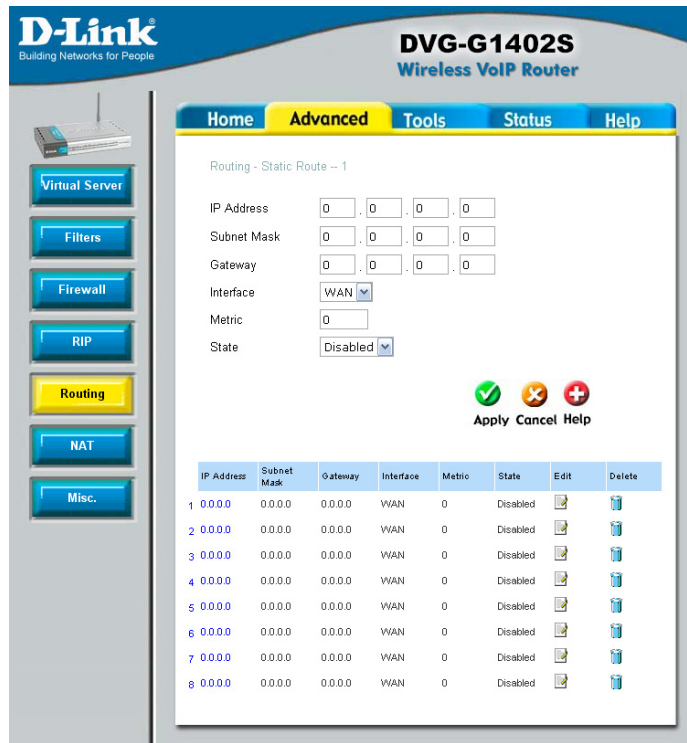 D-Link
Building Networks for People
DVG-G1402S
Wireless VoIP Router
Home Advanced Tools Status Help
Virtual Server
Filters
Firewall
RIP
Routing
NAT
Misc.
Routing - Static Route -- 1
IP Address 0 . 0 . 0 . 0
Subnet Mask 0 . 0 . 0 . 0
Gateway 0 . 0 . 0 . 0
Interface WAN
Metric 0
State Disabled
Apply Cancel Help
IP Address Subnet Mask Gateway Interface Metric State Edit Delete
1 0.0.0.0 0.0.0.0 0.0.0.0 WAN 0 Disabled
2 0.0.0.0 0.0.0.0 0.0.0.0 WAN 0 Disabled
3 0.0.0.0 0.0.0.0 0.0.0.0 WAN 0 Disabled
4 0.0.0.0 0.0.0.0 0.0.0.0 WAN 0 Disabled
5 0.0.0.0 0.0.0.0 0.0.0.0 WAN 0 Disabled
6 0.0.0.0 0.0.0.0 0.0.0.0 WAN 0 Disabled
7 0.0.0.0 0.0.0.0 0.0.0.0 WAN 0 Disabled
8 0.0.0.0 0.0.0.0 0.0.0.0 WAN 0 Disabled